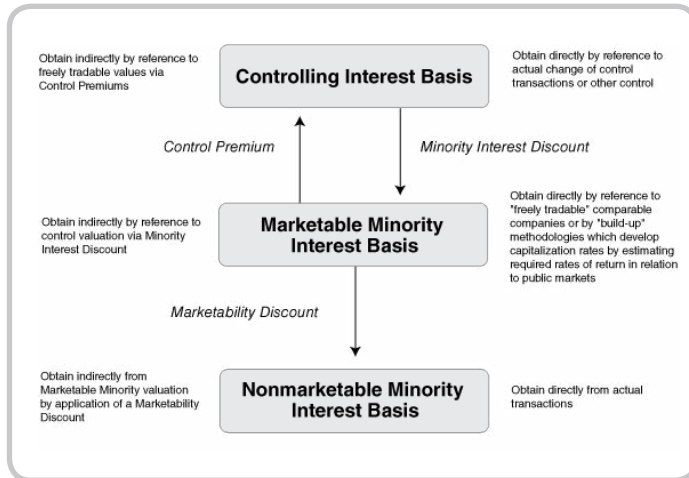 Obtain indirectly by reference to
freely tradable values via
Control Premiums
Controlling Interest Basis
Obtain directly by reference to
actual change of control
transactions or other control
Control Premium
Minority Interest Discount
Obtain indirectly by reference to
control valuation via Minority
Interest Discount
Marketable Minority
Interest Basis
Obtain directly by reference to
"freely tradable" comparable
companies or by "build-up"
methodologies which develop
capitalization rates by estimating
required rates of return in relation
to public markets
Marketability Discount
Obtain indirectly from
Marketable Minority valuation
by application of a Marketability
Discount
Nonmarketable Minority
Interest Basis
Obtain directly from actual
transactions